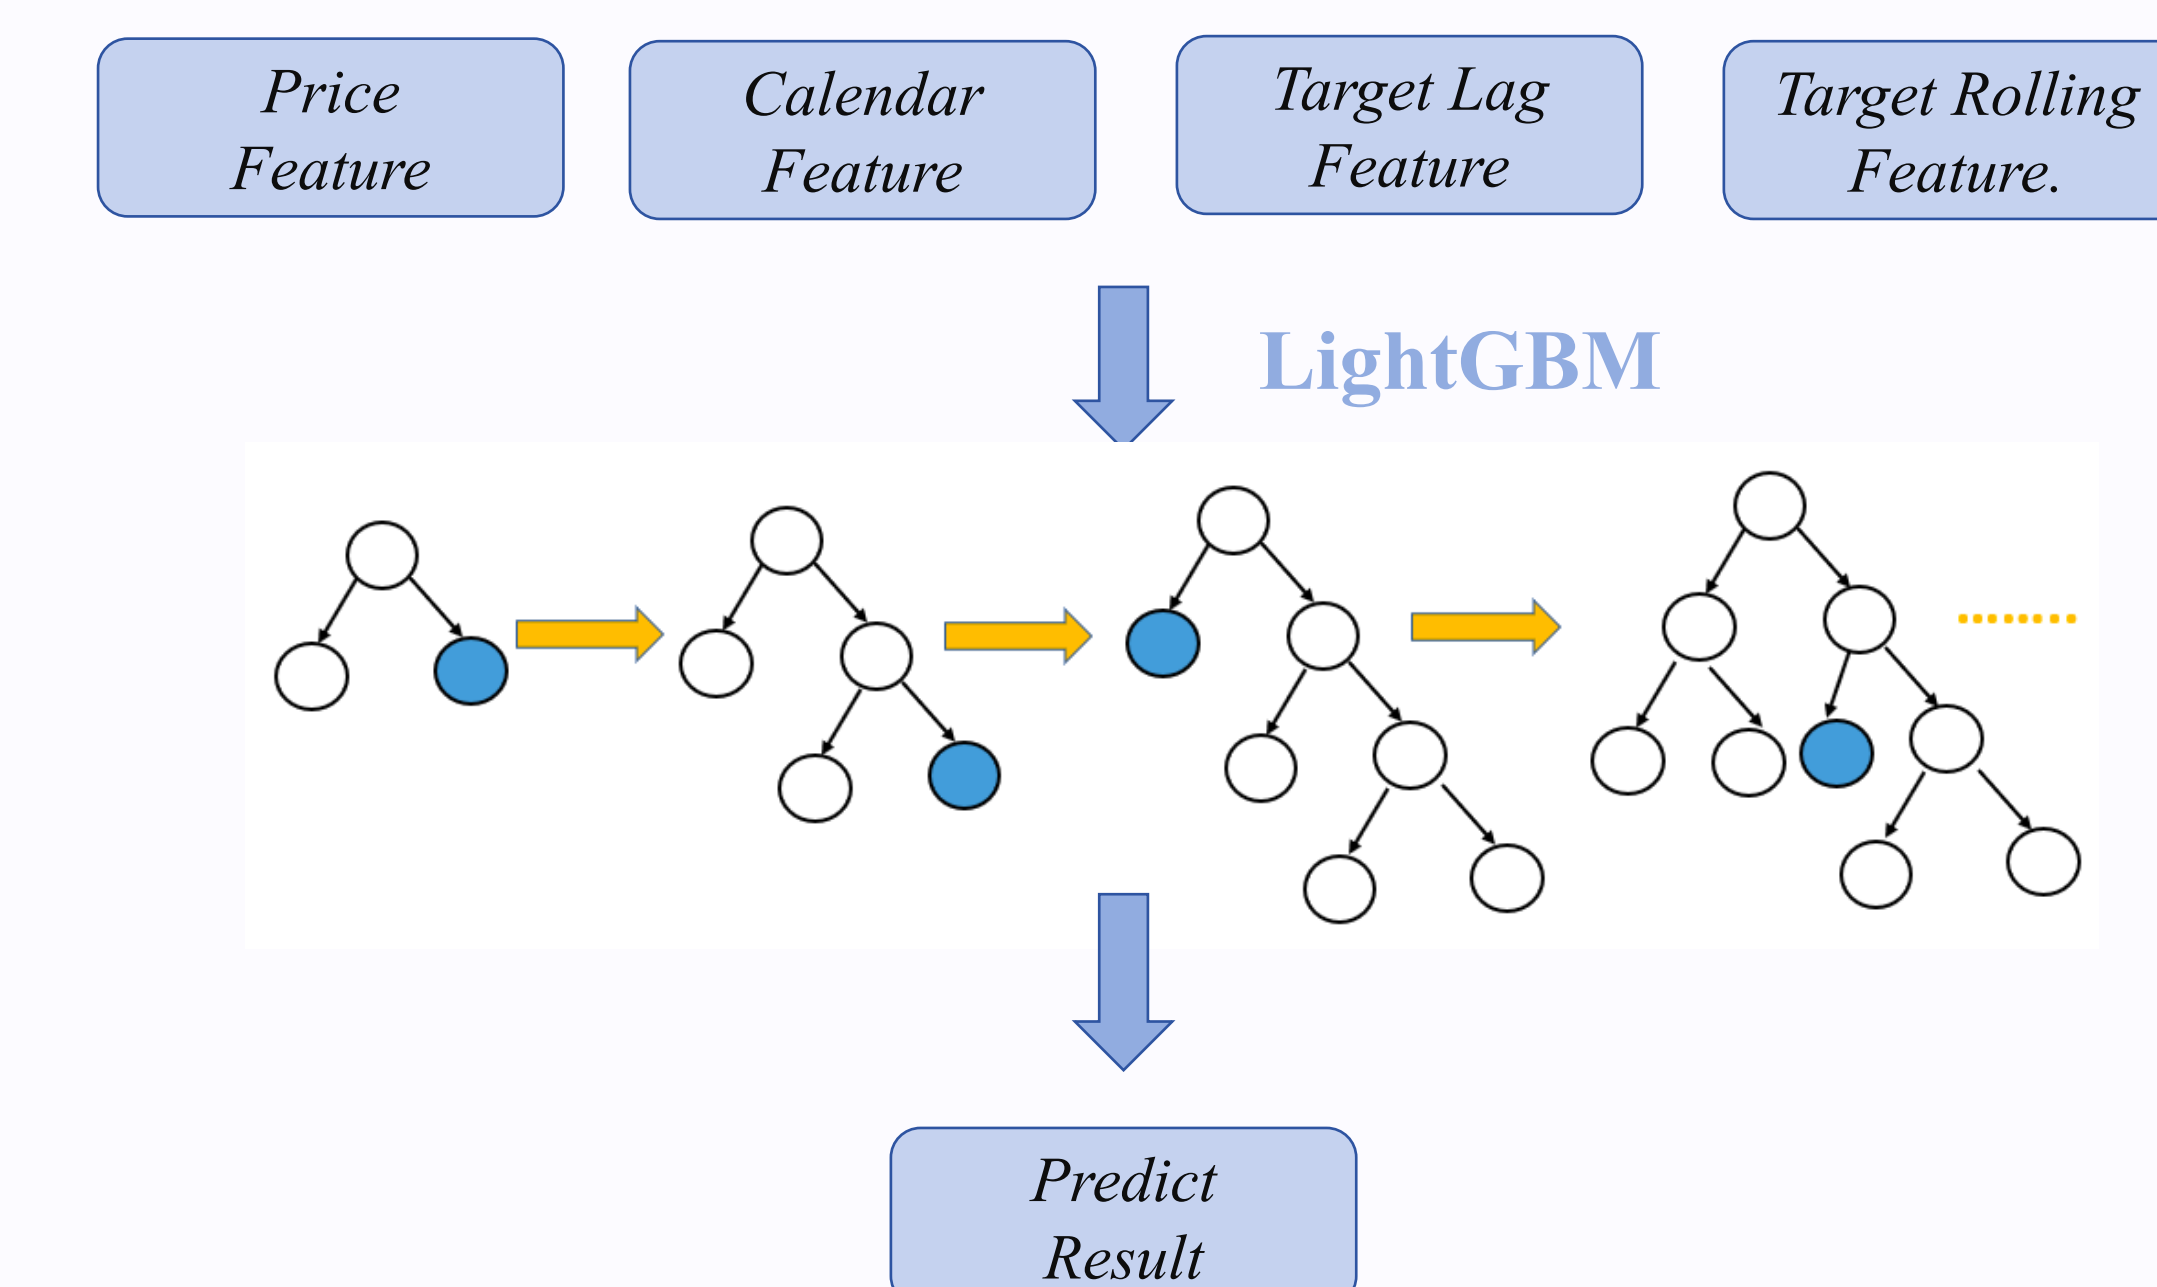 Price
Feature
Calendar
Feature
Target Lag
Feature
Target Rolling
Feature.
LightGBM
Predict
Result